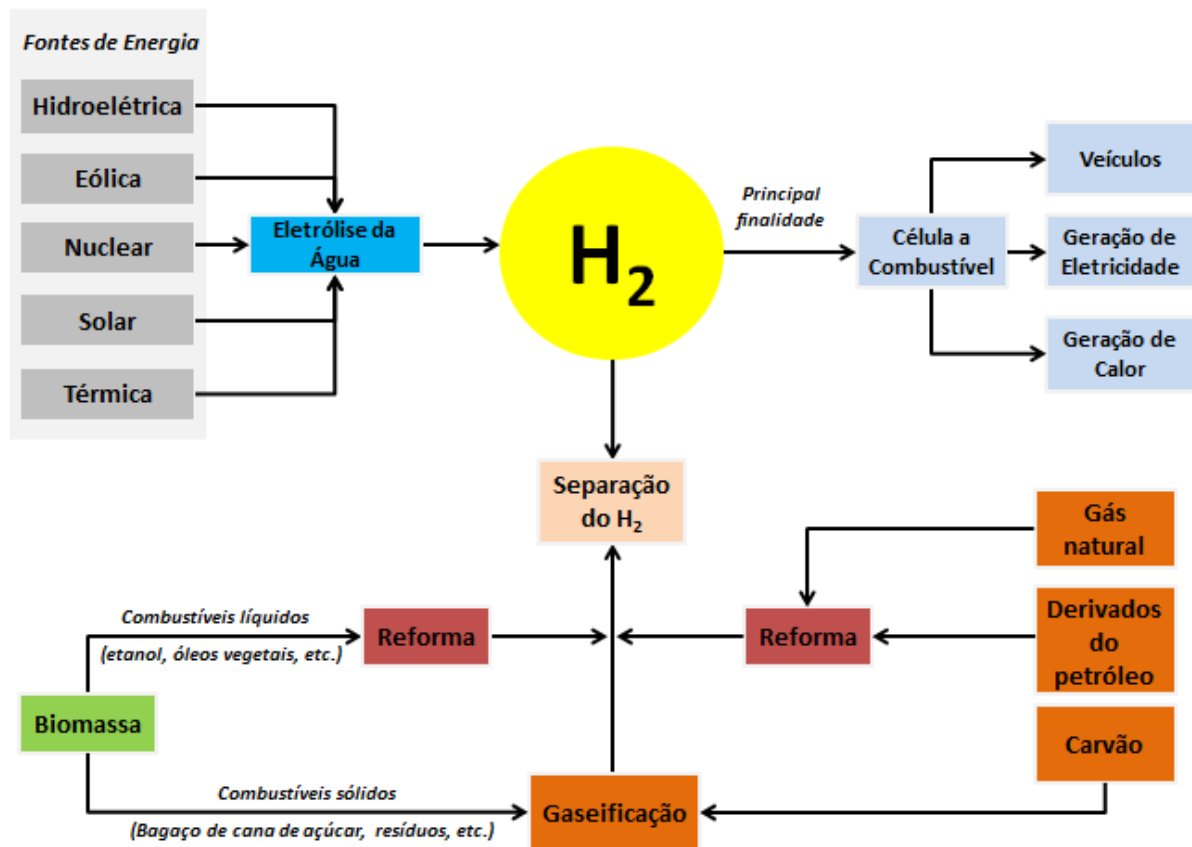 Fontes de Energia
Hidroelétrica
Eólica
Nuclear
Solar
Térmica
Eletrólise da
Água
H₂
Principal
finalidade
Célula a
Combustível
Veículos
Geração de
Eletricidade
Geração de
Calor
Separação
do H₂
Gás
natural
Derivados
do
petróleo
Carvão
Reforma
Combustíveis líquidos
(etanol, óleos vegetais, etc.)
Reforma
Biomassa
Combustíveis sólidos
(Bagaço de cana de açúcar, resíduos, etc.)
Gaseificação